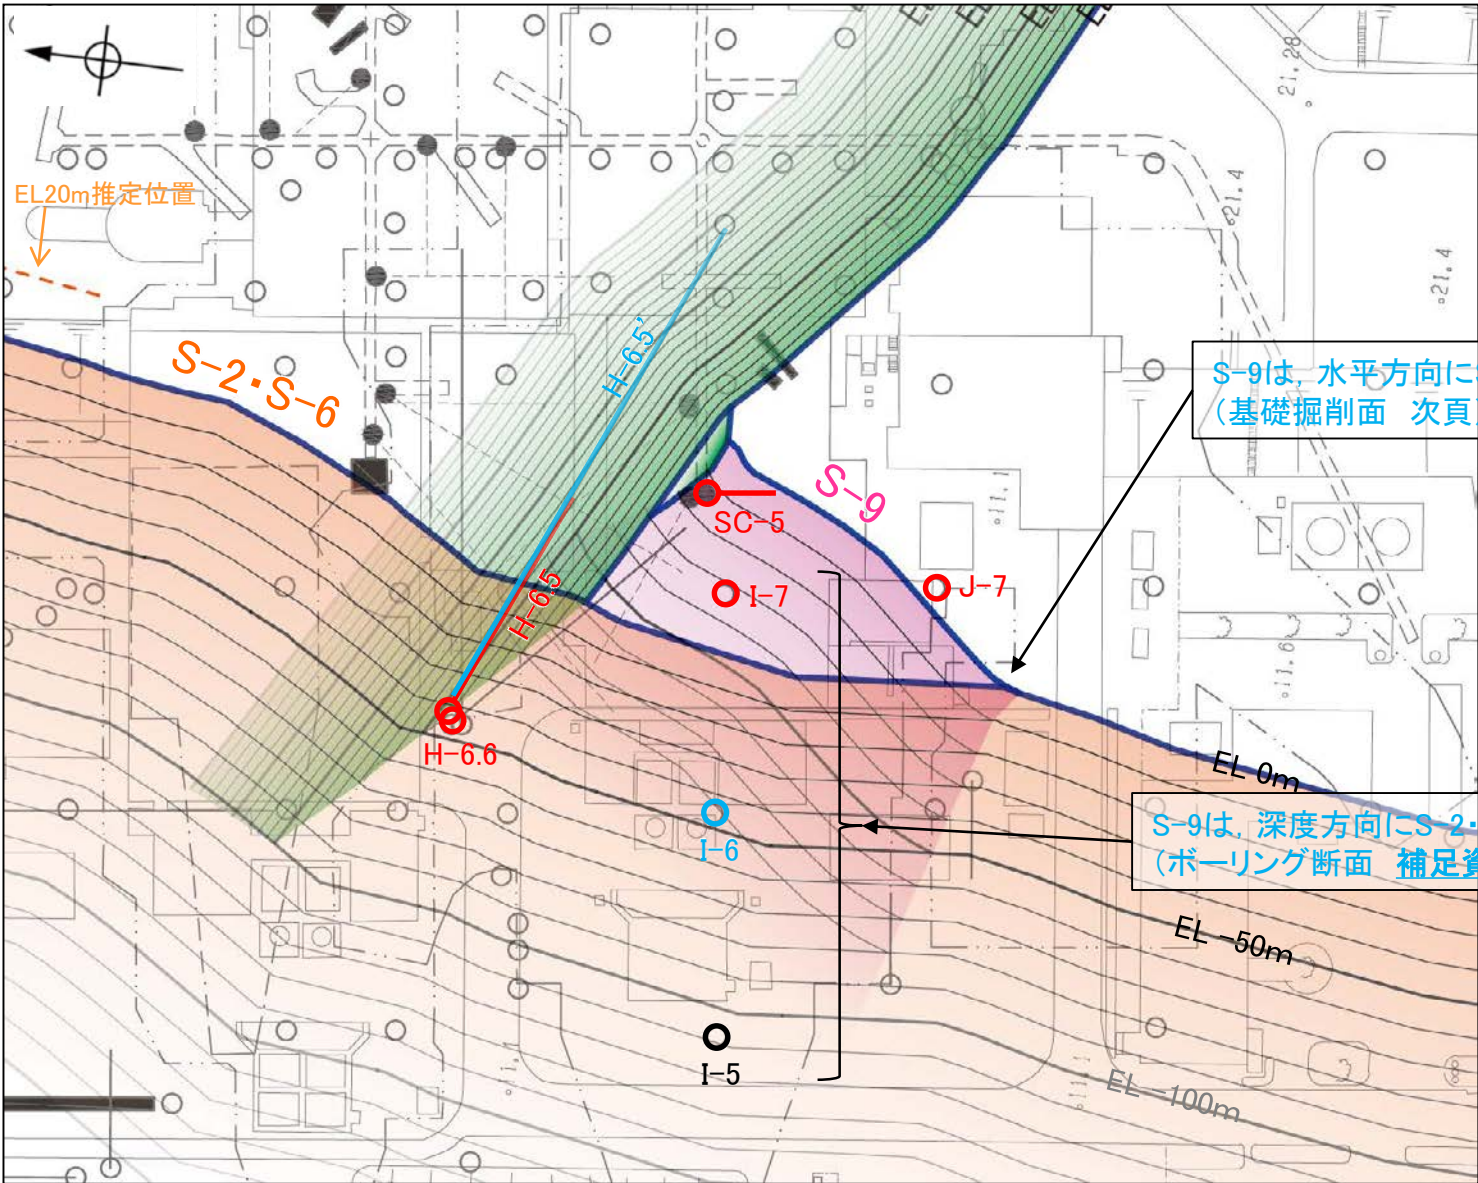 21.28
21.4
EL20m推定位置
21.4
H-6.5'
S-2・S-6
S-9は，水平方向に
（基礎掘削面　次頁
S-9
11.1
SC-5
I-7
J-7
H-6.5
11.6
H-6.6
EL 0m
I-6
S-9は，深度方向にS-2・
（ボーリング断面　補足資
EL -50m
I-5
EL -100m